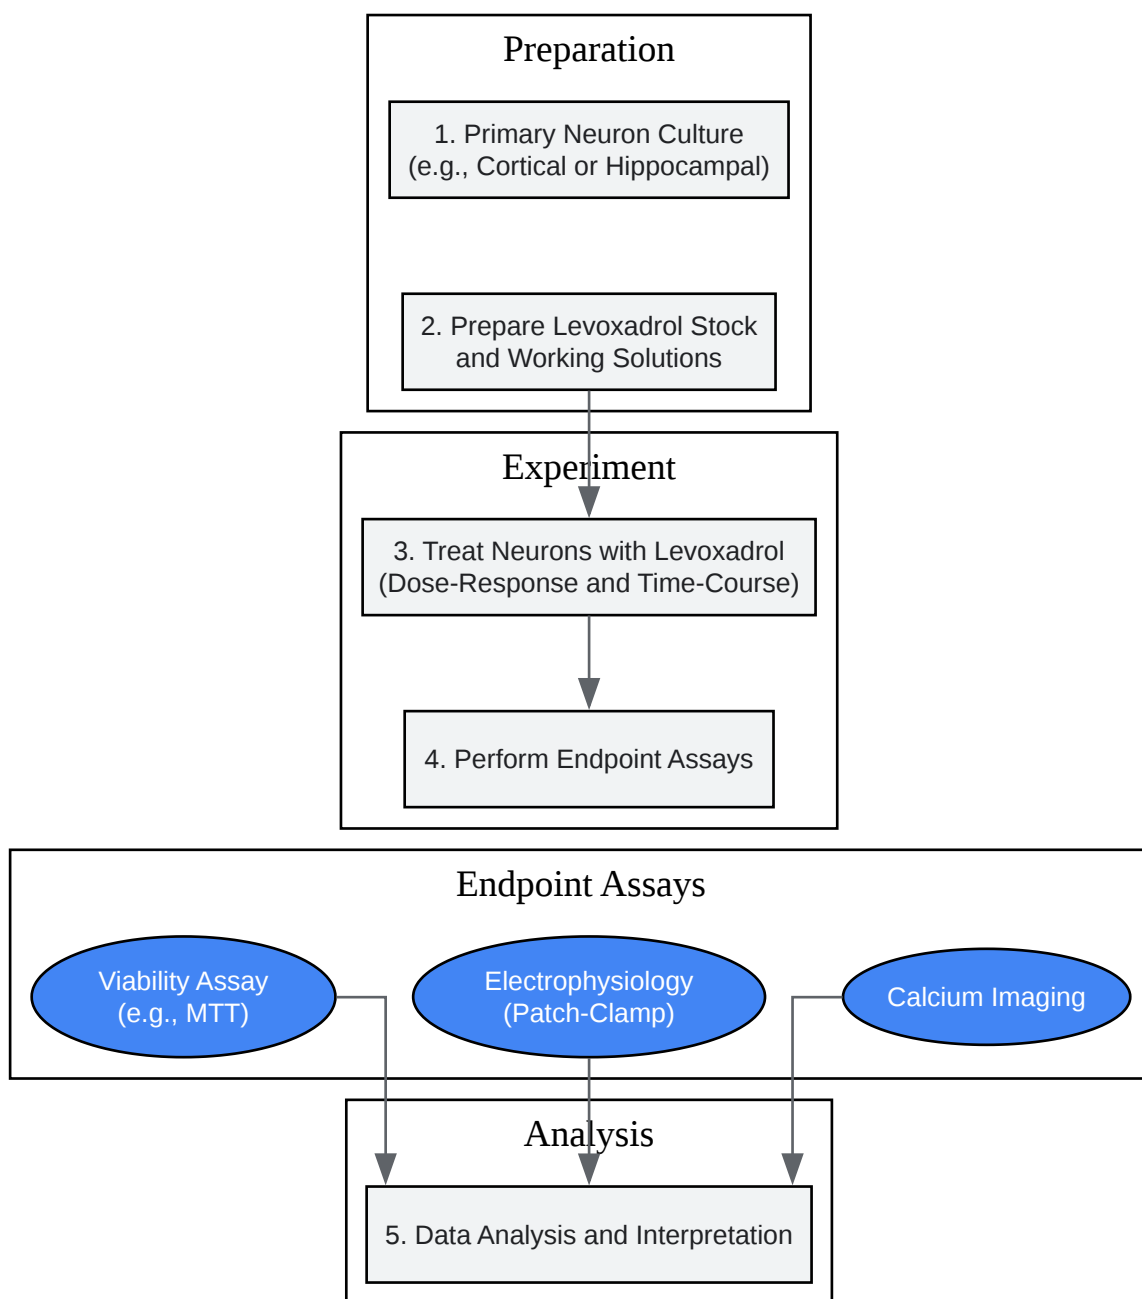 Preparation
1. Primary Neuron Culture
(e.g., Cortical or Hippocampal)
2. Prepare Levoxadrol Stock
and Working Solutions
Experiment
3. Treat Neurons with Levoxadrol
(Dose-Response and Time-Course)
4. Perform Endpoint Assays
Endpoint Assays
Viability Assay
(e.g., MTT)
Electrophysiology
(Patch-Clamp)
Calcium Imaging
Analysis
5. Data Analysis and Interpretation